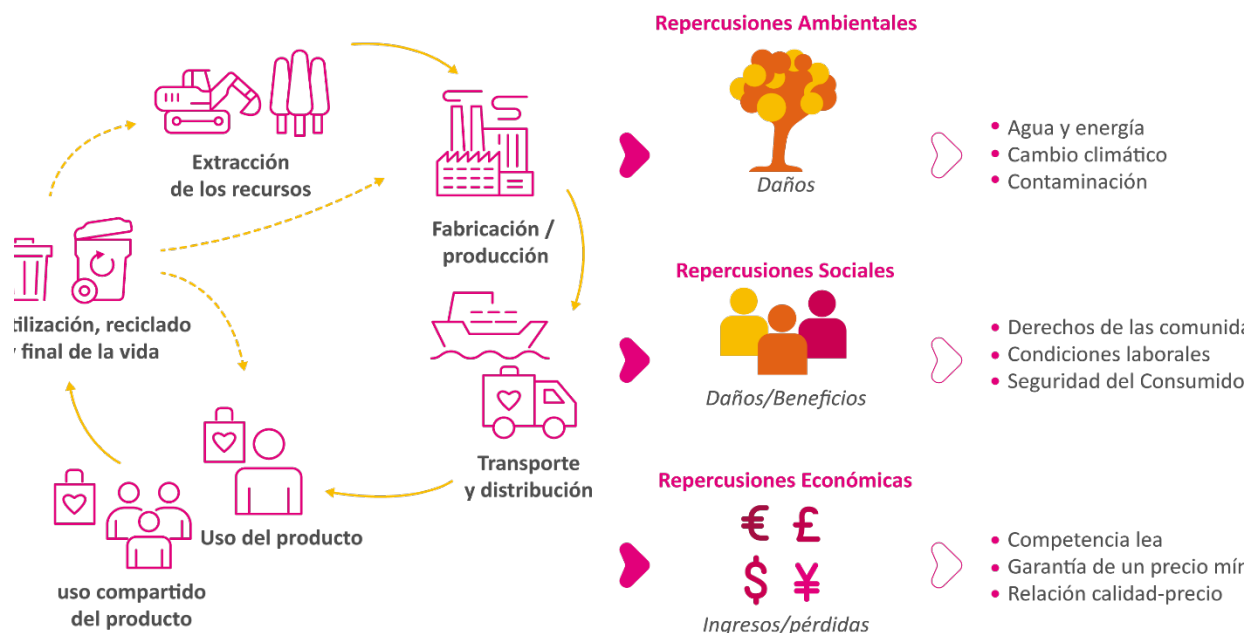 Extracción
de los recursos
Fabricación /
producción
Transporte
y distribución
Uso del producto
uso compartido
del producto
tilización, reciclado
y final de la vida
Repercusiones Ambientales
Daños
• Agua y energía
• Cambio climático
• Contaminación
Repercusiones Sociales
Daños/Beneficios
• Derechos de las comunida
• Condiciones laborales
• Seguridad del Consumido
Repercusiones Económicas
€ £
$ ¥
Ingresos/pérdidas
• Competencia lea
• Garantía de un precio mín
• Relación calidad-precio